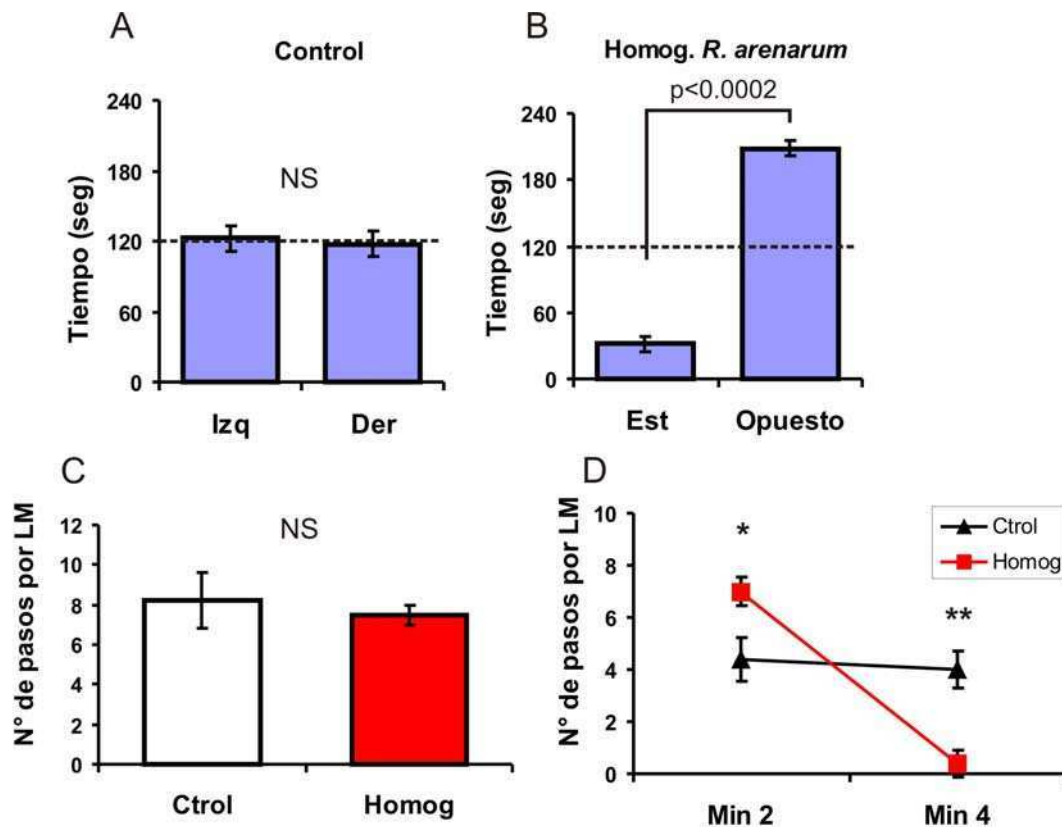 A
Control
Tiempo (seg)
240
180
120
60
0
NS
Izq
Der
B
Homog. R. arenarum
p<0.0002
Tiempo (seg)
240
180
120
60
0
Est
Opuesto
C
N° de pasos por LM
12
10
8
6
4
2
0
NS
Ctrol
Homog
D
N° de pasos por LM
10
8
6
4
2
0
*
**
Ctrol
Homog
Min 2
Min 4